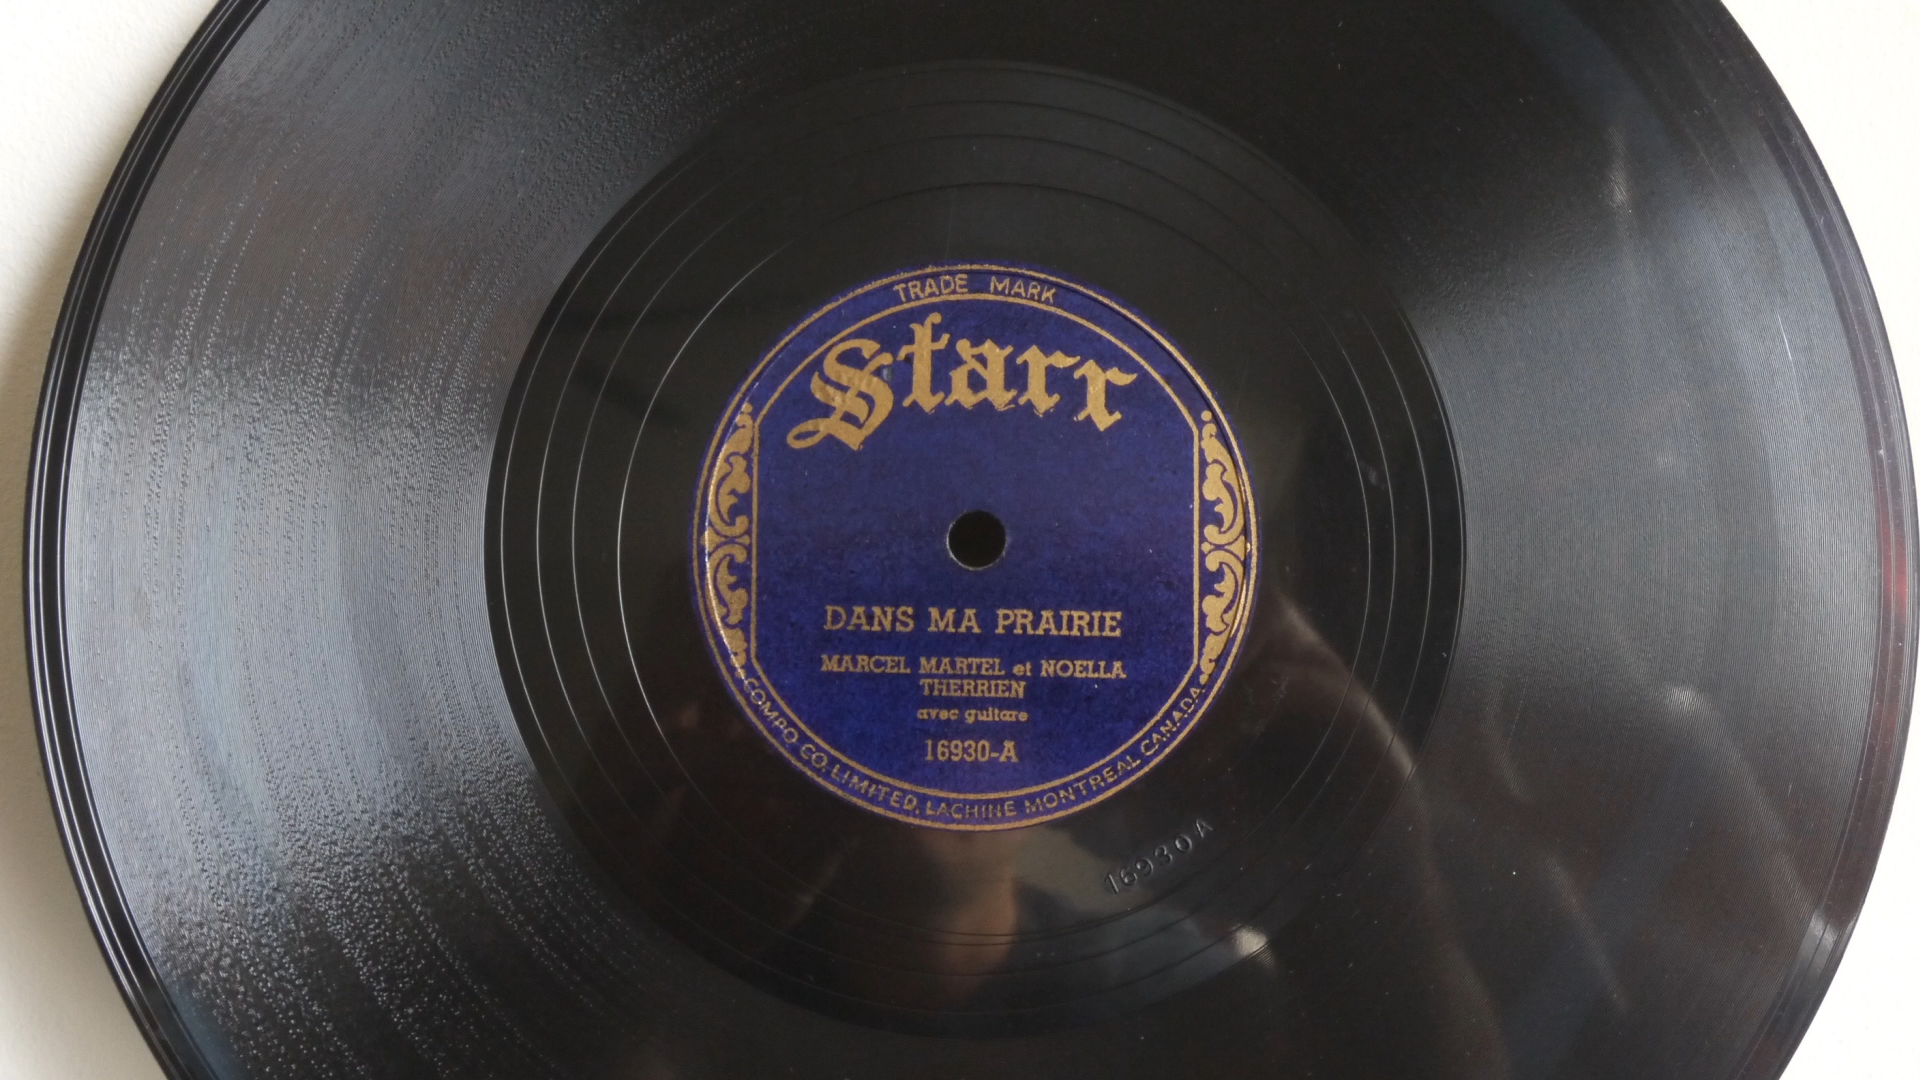 TRADE MARK
Starr
DANS MA PRAIRIE
MARCEL MARTEL et NOELLA
THERRIEN
avec guitare
16930-A
COMPO CO. LIMITED, LACHINE MONTREAL CANADA
16930 A